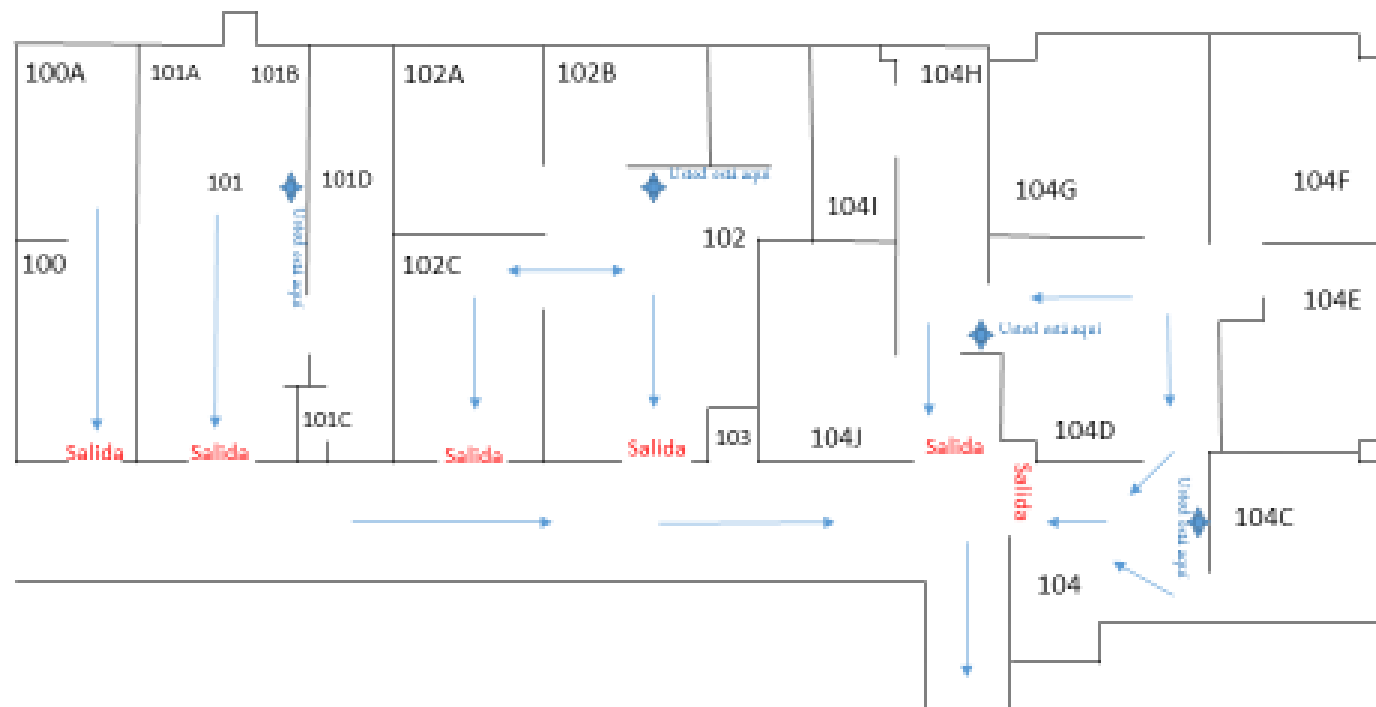 100A
101A
101B
102A
102B
104H
101
101D
Usted está aquí
104G
104F
104I
100
102C
102
Usted está aquí
104E
Usted está aquí
101C
103
104J
104D
Salida
Salida
Salida
Salida
Salida
Salida
Usted está aquí
104C
104